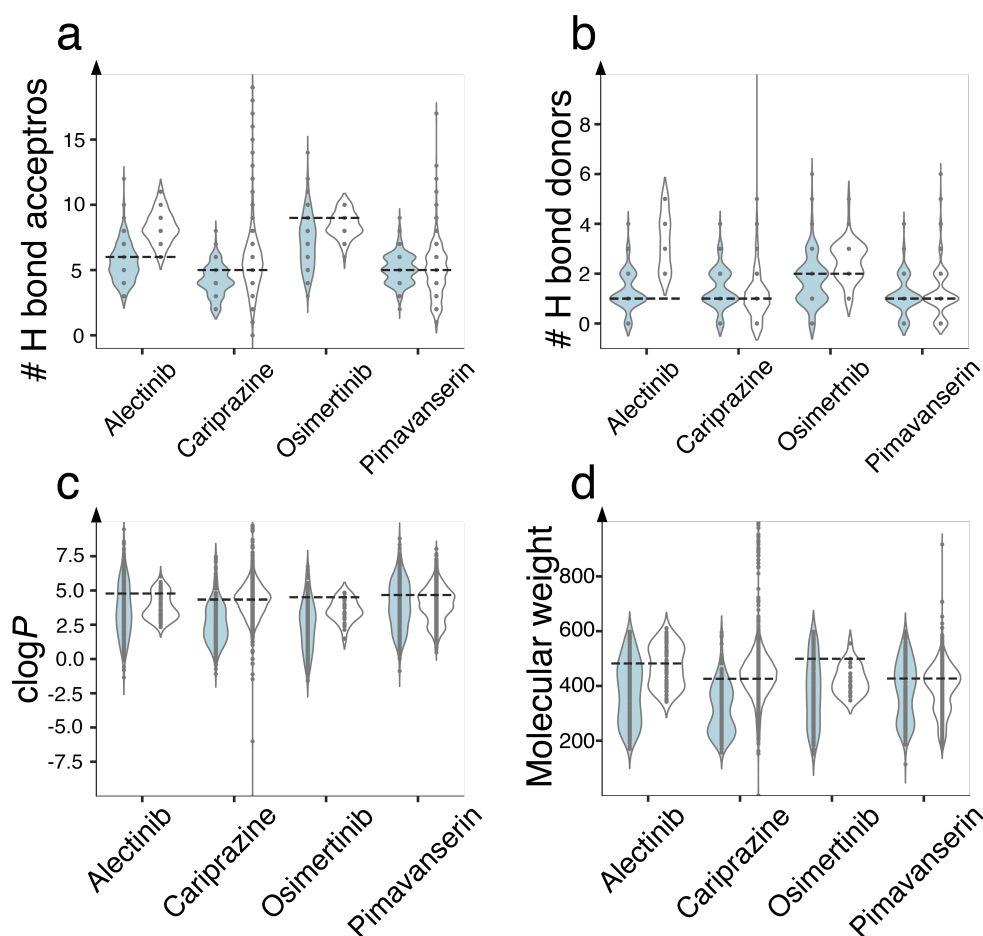 a
# H bond acceptros
15
10
5
0
Alectinib
Cariprazine
Osimertinib
Pimavanserin
b
# H bond donors
8
6
4
2
0
Alectinib
Cariprazine
Osimertnib
Pimavanserin
c
clogP
7.5
5.0
2.5
0.0
-2.5
-5.0
-7.5
Alectinib
Cariprazine
Osimertinib
Pimavanserin
d
Molecular weight
800
600
400
200
Alectinib
Cariprazine
Osimertinib
Pimavanserin